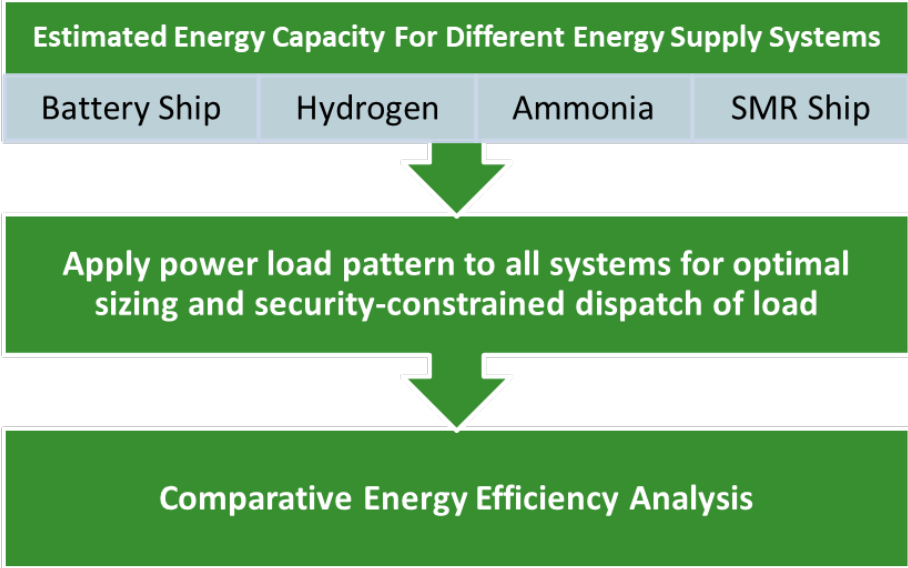 Estimated Energy Capacity For Different Energy Supply Systems
Battery Ship Hydrogen Ammonia SMR Ship
Apply power load pattern to all systems for optimal
sizing and security-constrained dispatch of load
Comparative Energy Efficiency Analysis